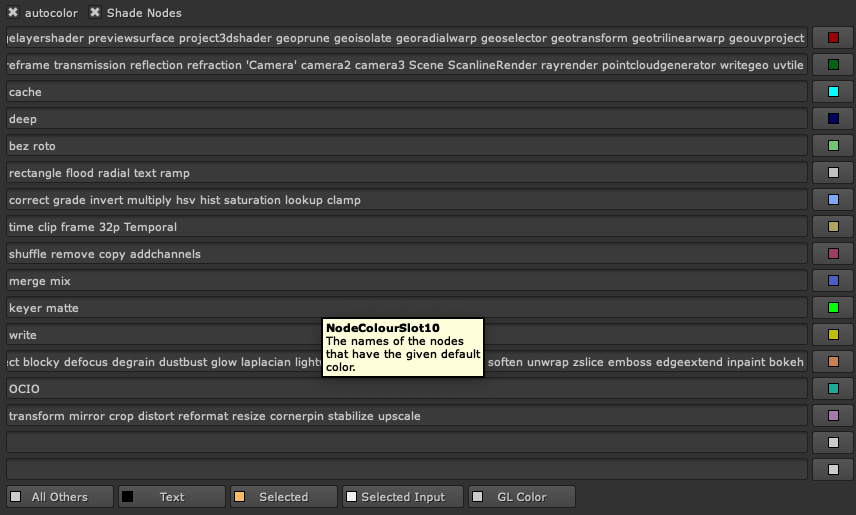 autocolor Shade Nodes
previewsurface project3dshader geoprune geoisolate georadialwarp geoselector geotransform geotrilinearwarp geouvproject
transmission reflection refraction 'Camera' camera2 camera3 Scene ScanlineRender rayrender pointcloudgenerator writegeo uvtile
cache
deep
bez roto
rectangle flood radial text ramp
correct grade invert multiply hsv hist saturation lookup clamp
time clip frame 32p Temporal
shuffle remove copy addchannels
merge mix
keyer matte
NodeColourSlot10
The names of the nodes
that have the given default
color.
write
blocky defocus degrain dustbust glow laplacian soften unwrap zslice emboss edgeextend inpaint bokeh
OCIO
transform mirror crop distort reformat resize cornerpin stabilize upscale
All Others Text Selected Selected Input GL Color